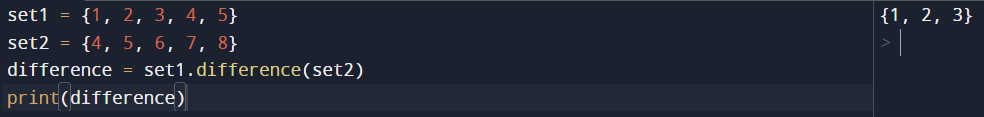 set1 = {1, 2, 3, 4, 5}
set2 = {4, 5, 6, 7, 8}
difference = set1.difference(set2)
print(difference)
{1, 2, 3}
>